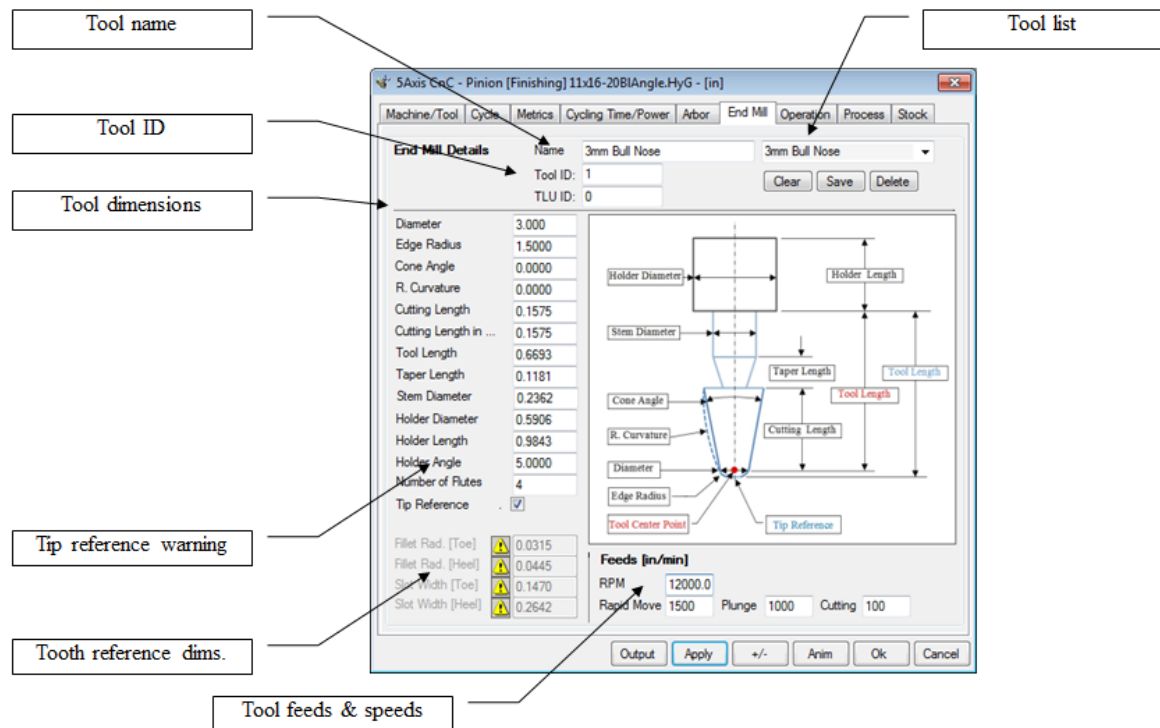 Tool name
Tool list
5Axis CnC - Pinion [Finishing] 11x16-20BIAngle.HyG - [in]
Machine/Tool Cycle Metrics Cycling Time/Power Arbor End Mill Operation Process Stock
Tool ID
End Mill Details Name 3mm Bull Nose 3mm Bull Nose
Tool ID: 1 Clear Save Delete
TLU ID: 0
Tool dimensions
Diameter 3.000
Edge Radius 1.5000
Cone Angle 0.0000
R. Curvature 0.0000
Cutting Length 0.1575
Cutting Length in ... 0.1575
Tool Length 0.6693
Taper Length 0.1181
Stem Diameter 0.2362
Holder Diameter 0.5906
Holder Length 0.9843
Holder Angle 5.0000
Number of Flutes 4
Tip Reference .
Holder Diameter
Holder Length
Stem Diameter
Taper Length
Tool Length
Tool Length
Cone Angle
R. Curvature
Cutting Length
Diameter
Edge Radius
Tool Center Point
Tip Reference
Tip reference warning
Fillet Rad. [Toe] 0.0315
Fillet Rad. [Heel] 0.0445
Slot Width [Toe] 0.1470
Slot Width [Heel] 0.2642
Feeds [in/min]
RPM 12000.0
Rapid Move 1500 Plunge 1000 Cutting 100
Tooth reference dims.
Output Apply +/- Anim Ok Cancel
Tool feeds & speeds